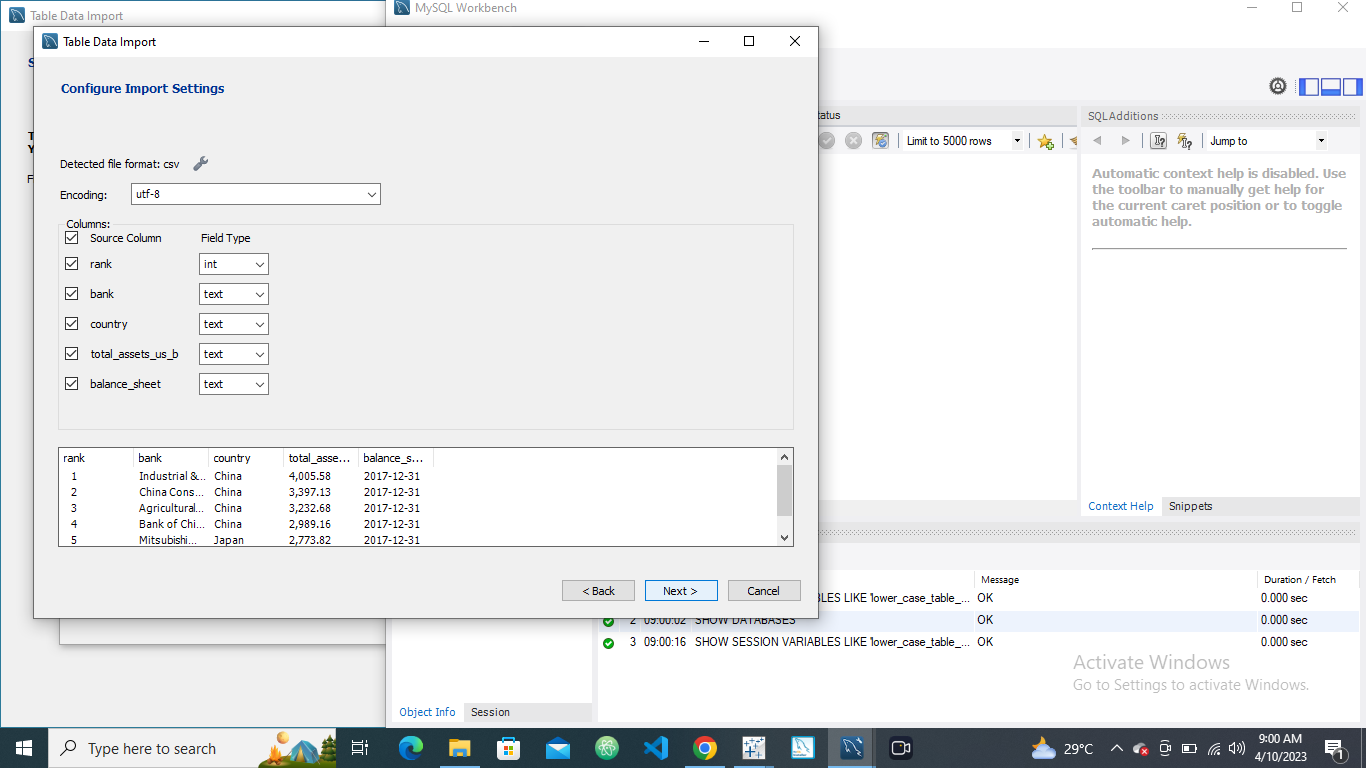 Table Data Import
MySQL Workbench
Table Data Import
Configure Import Settings
Detected file format: csv
Encoding: utf-8
Columns:
Source Column Field Type
rank int
bank text
country text
total_assets_us_b text
balance_sheet text
rank bank country total_asse... balance_s...
1 Industrial &... China 4,005.58 2017-12-31
2 China Cons... China 3,397.13 2017-12-31
3 Agricultural... China 3,232.68 2017-12-31
4 Bank of Chi... China 2,989.16 2017-12-31
5 Mitsubishi... Japan 2,773.82 2017-12-31
< Back Next > Cancel
Limit to 5000 rows
SQLAdditions
Jump to
Automatic context help is disabled. Use
the toolbar to manually get help for
the current caret position or to toggle
automatic help.
Context Help Snippets
Message Duration / Fetch
BLES LIKE 'lower_case_table_... OK 0.000 sec
2 09:00:02 SHOW DATABASES OK 0.000 sec
3 09:00:16 SHOW SESSION VARIABLES LIKE 'lower_case_table_... OK 0.000 sec
Activate Windows
Go to Settings to activate Windows.
Object Info Session
Type here to search
29°C
9:00 AM
4/10/2023
1